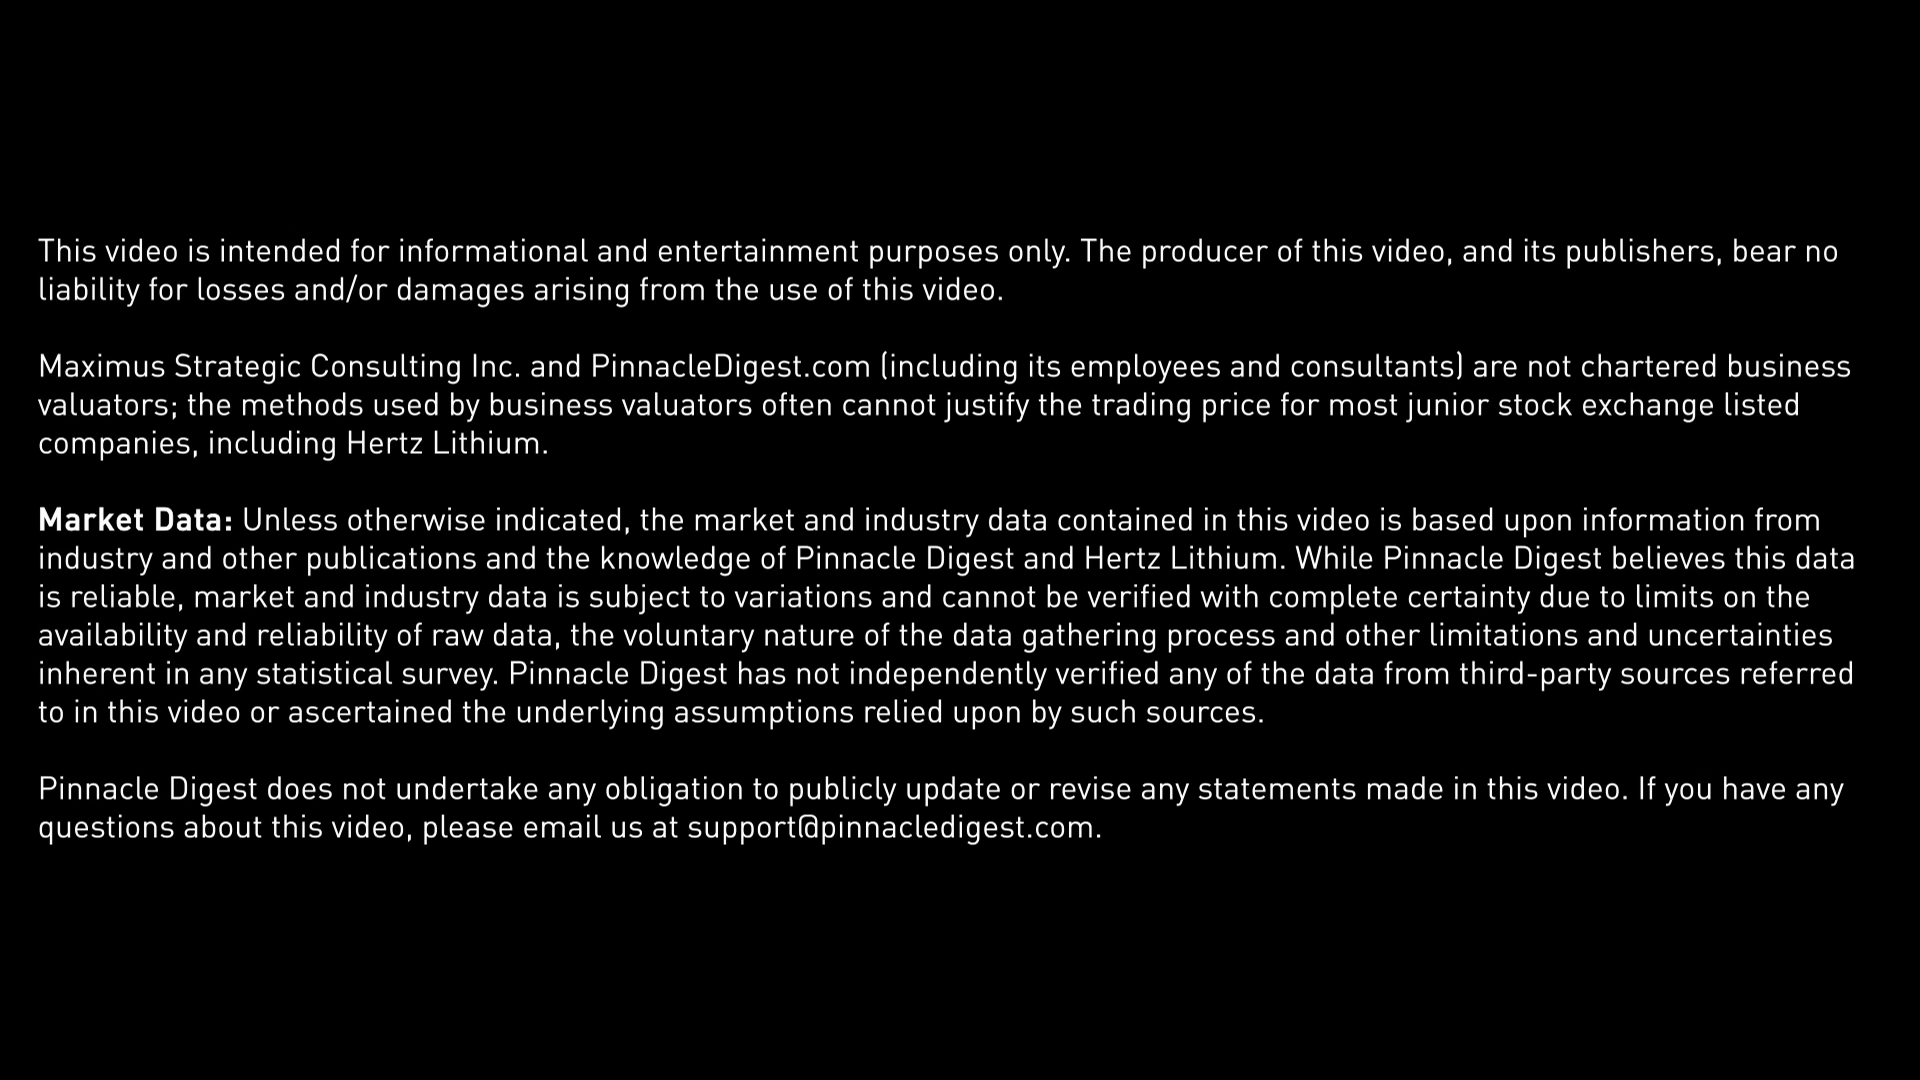 This video is intended for informational and entertainment purposes only. The producer of this video, and its publishers, bear no
liability for losses and/or damages arising from the use of this video.
Maximus Strategic Consulting Inc. and PinnacleDigest.com (including its employees and consultants) are not chartered business
valuators; the methods used by business valuators often cannot justify the trading price for most junior stock exchange listed
companies, including Hertz Lithium.
Market Data: Unless otherwise indicated, the market and industry data contained in this video is based upon information from
industry and other publications and the knowledge of Pinnacle Digest and Hertz Lithium. While Pinnacle Digest believes this data
is reliable, market and industry data is subject to variations and cannot be verified with complete certainty due to limits on the
availability and reliability of raw data, the voluntary nature of the data gathering process and other limitations and uncertainties
inherent in any statistical survey. Pinnacle Digest has not independently verified any of the data from third-party sources referred
to in this video or ascertained the underlying assumptions relied upon by such sources.
Pinnacle Digest does not undertake any obligation to publicly update or revise any statements made in this video. If you have any
questions about this video, please email us at support@pinnacledigest.com.